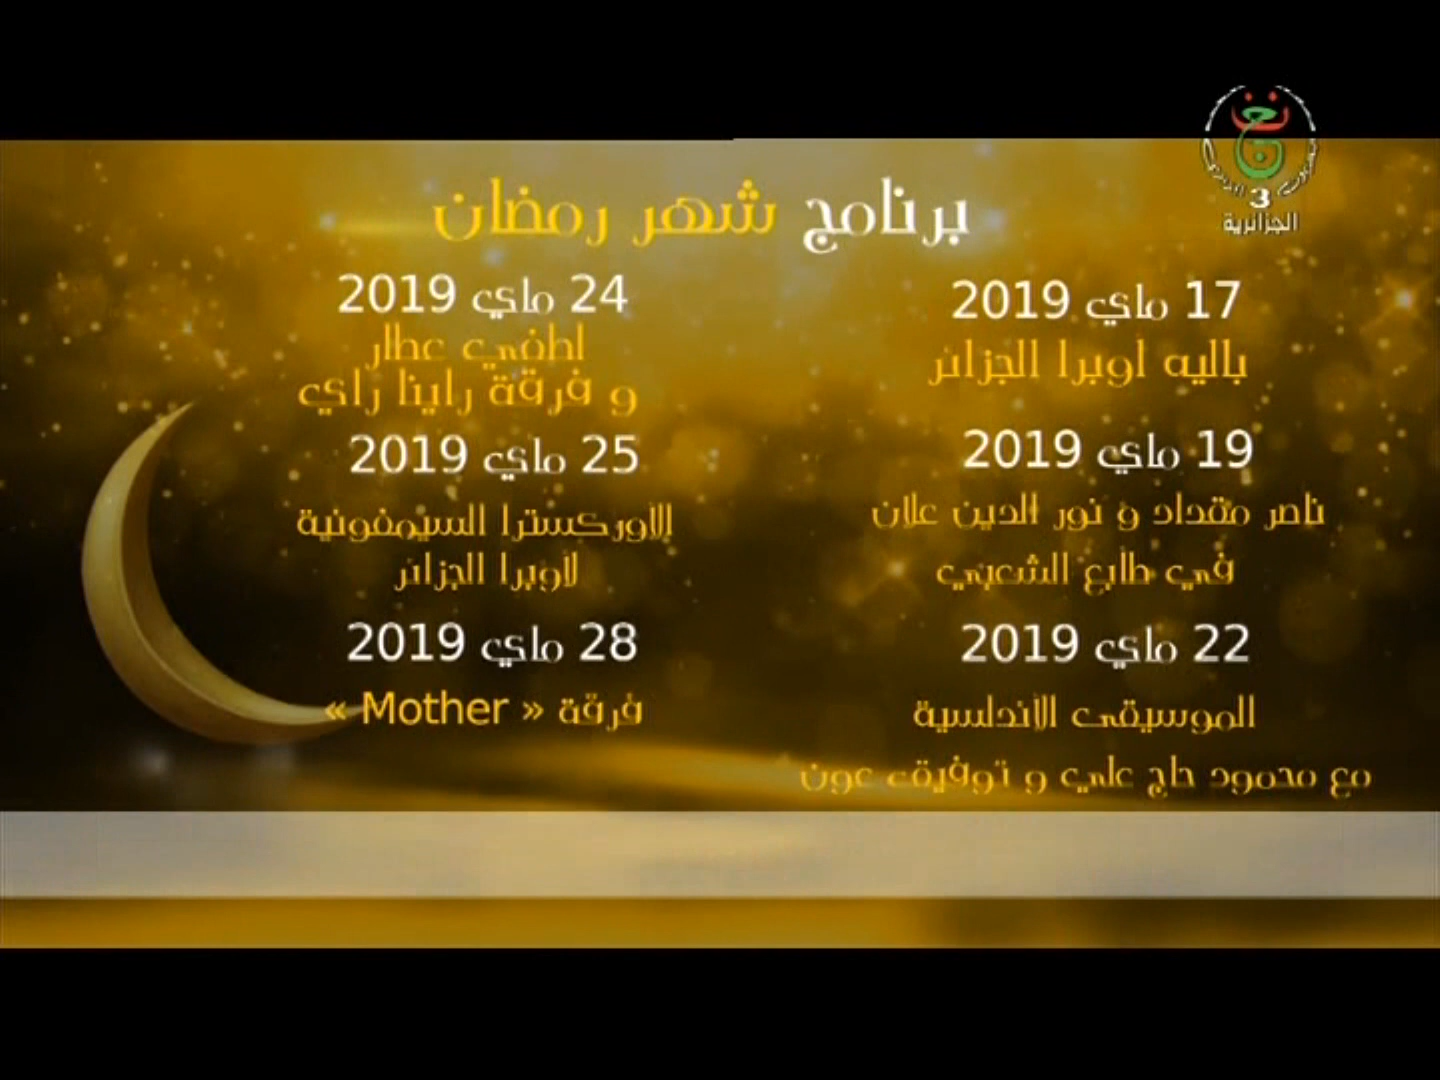 3
الجزائرية
برنامج شهر رمضان
17 ماي 2019
باليه اوبرا الجزائر
19 ماي 2019
ناصر مقداد و نور الدين علان
في طابع الشعبي
22 ماي 2019
الموسيقى الاندلسية
مع محمود حاج علي و توفيق عون
24 ماي 2019
لطفي عطار
و فرقة راينا راي
25 ماي 2019
الاوركسترا السيمفونية
لاوبرا الجزائر
28 ماي 2019
فرقة « Mother »